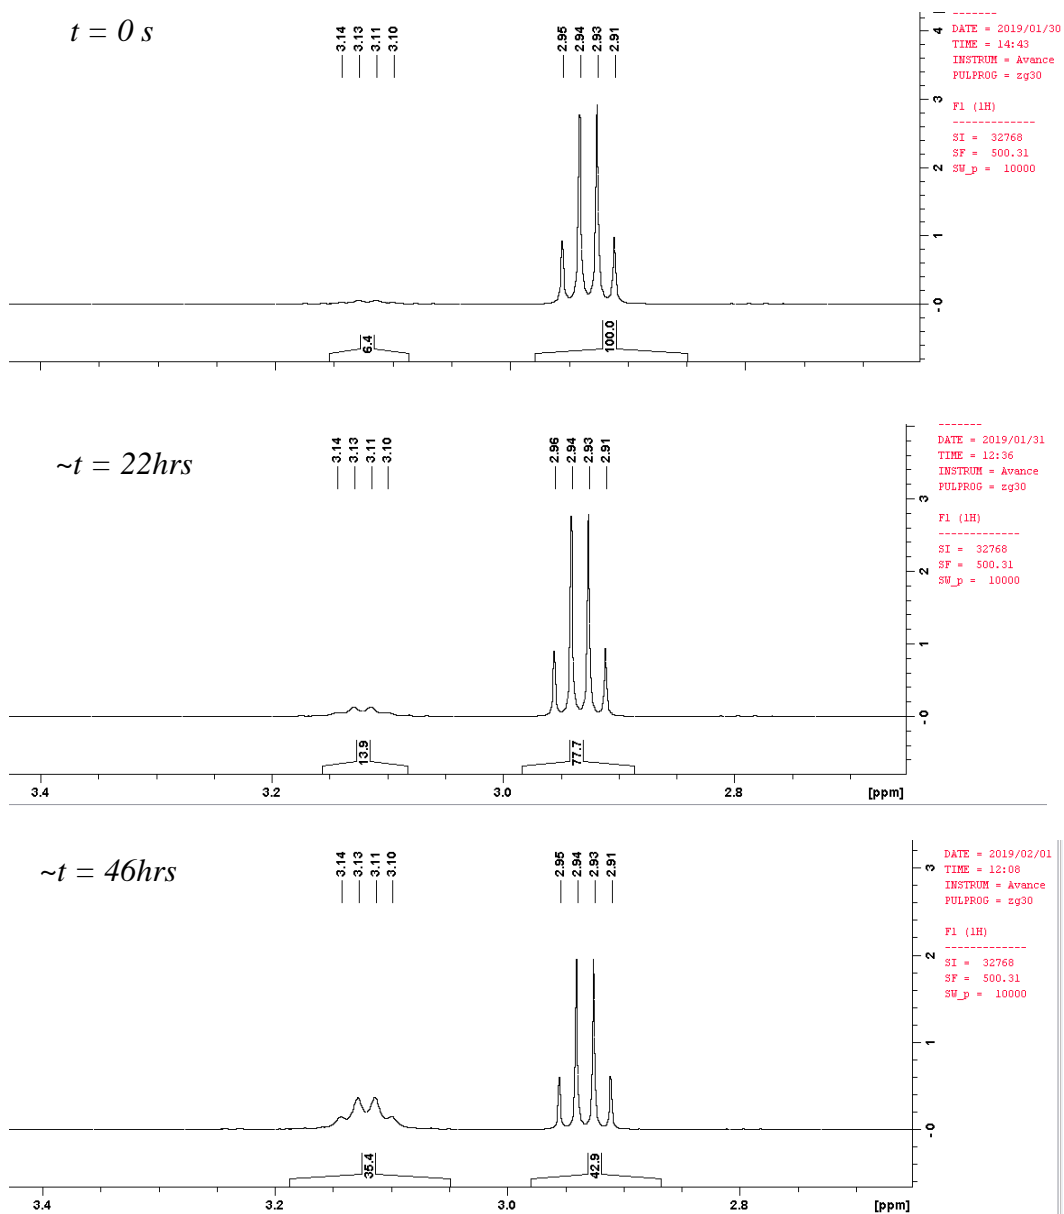 t = 0 s
3.14 3.13 3.11 3.10
2.95 2.94 2.93 2.91
4
3
2
1
0
6.4
100.0
-------
DATE = 2019/01/30
TIME = 14:43
INSTRUM = Avance
PULPROG = zg30
F1 (1H)
-------------
SI = 32768
SF = 500.31
SW_p = 10000
~t = 22hrs
3.14 3.13 3.11 3.10
2.96 2.94 2.93 2.91
3
2
1
0
13.9
77.7
3.4 3.2 3.0 2.8 [ppm]
-------
DATE = 2019/01/31
TIME = 12:36
INSTRUM = Avance
PULPROG = zg30
F1 (1H)
-------------
SI = 32768
SF = 500.31
SW_p = 10000
~t = 46hrs
3.14 3.13 3.11 3.10
2.95 2.94 2.93 2.91
3
2
1
0
35.4
42.9
3.4 3.2 3.0 2.8 [ppm]
DATE = 2019/02/01
TIME = 12:08
INSTRUM = Avance
PULPROG = zg30
F1 (1H)
-------------
SI = 32768
SF = 500.31
SW_p = 10000